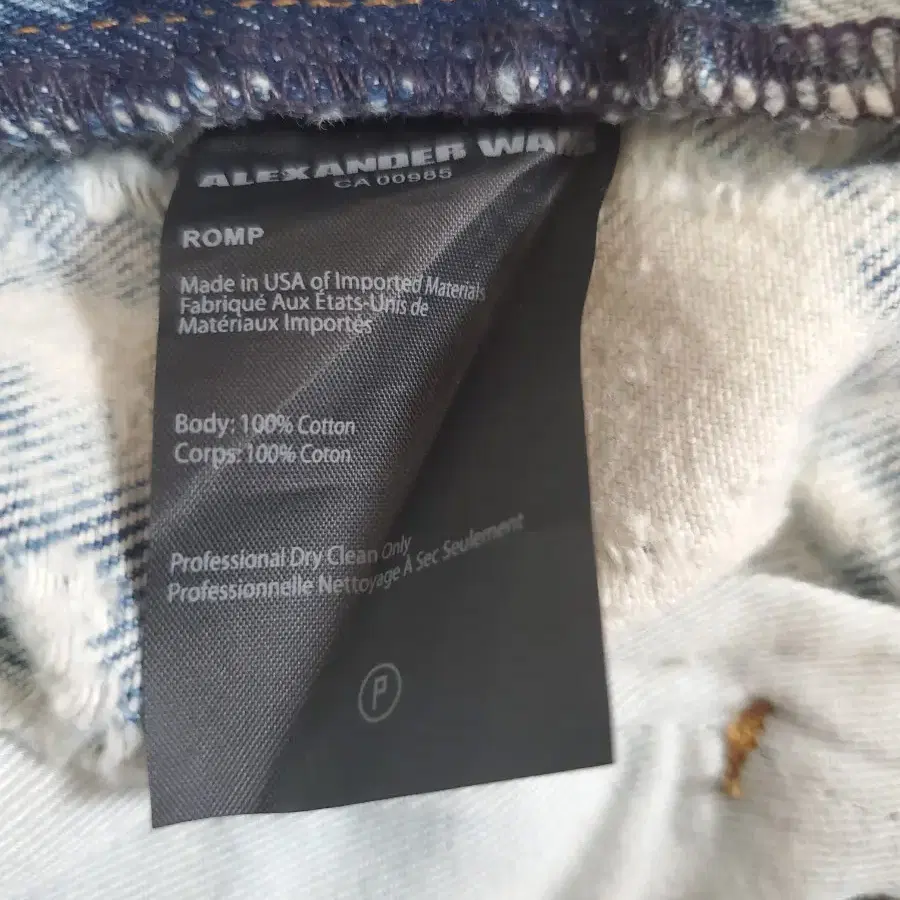 ALEXANDER WAN
CA 00985
ROMP
Made in USA of Imported Materials
Fabriqué Aux États-Unis de
Matériaux Importés
Body: 100% Cotton
Corps: 100% Coton
Professional Dry Clean Only
Professionnelle Nettoyage À Sec Seulement
P